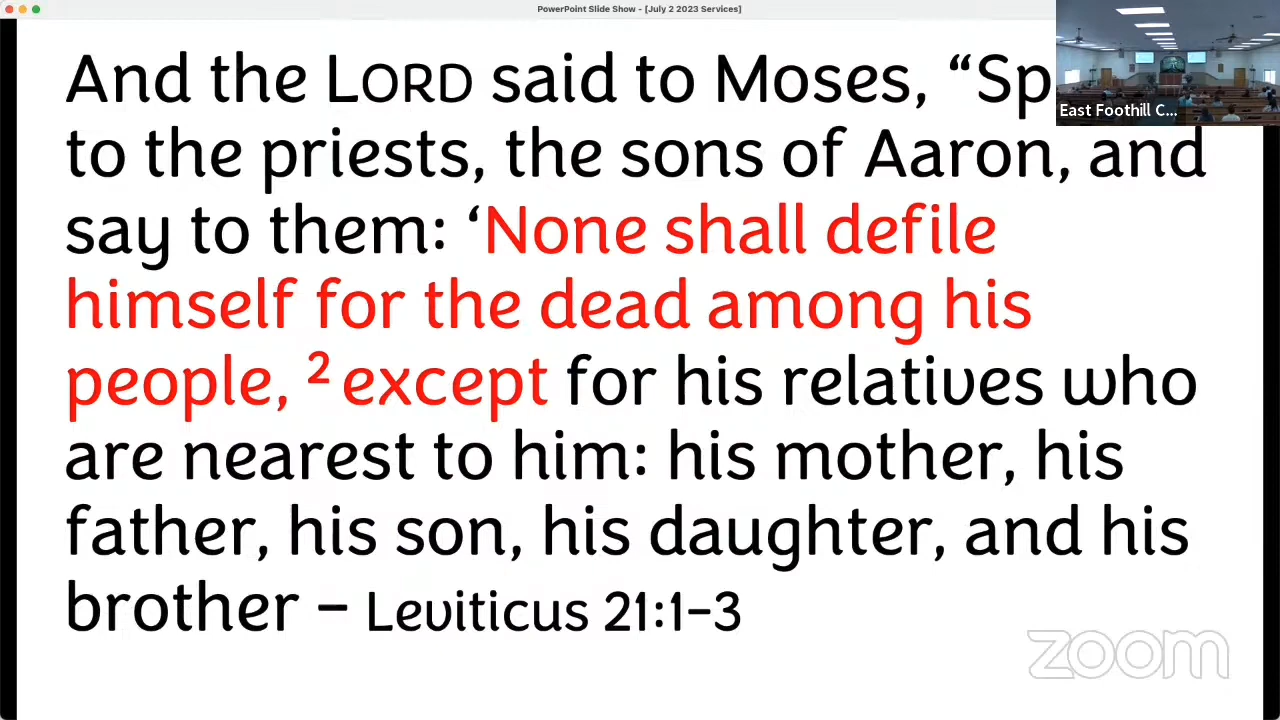 PowerPoint Slide Show - [July 2 2023 Services]
And the LORD said to Moses, “Sp
to the priests, the sons of Aaron, and
say to them: ‘None shall defile
himself for the dead among his
people, ² except for his relatives who
are nearest to him: his mother, his
father, his son, his daughter, and his
brother – Leviticus 21:1–3
East Foothill C...
zoom